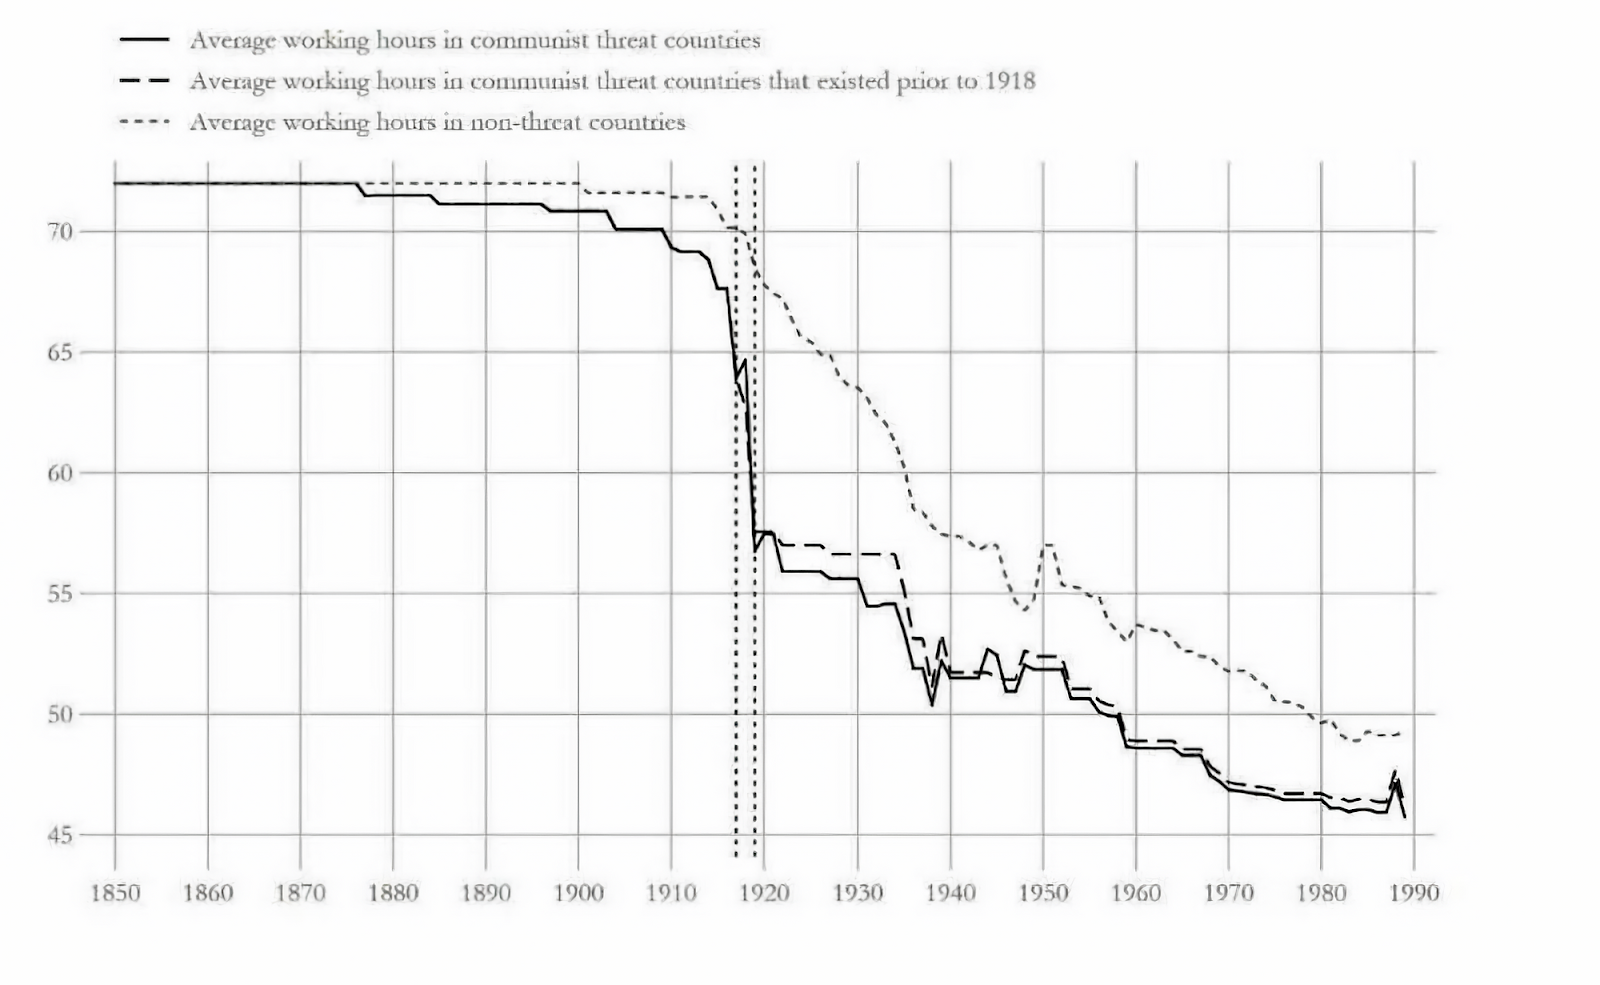 Average working hours in communist threat countries
Average working hours in communist threat countries that existed prior to 1918
Average working hours in non-threat countries
70
65
60
55
50
45
1850 1860 1870 1880 1890 1900 1910 1920 1930 1940 1950 1960 1970 1980 1990